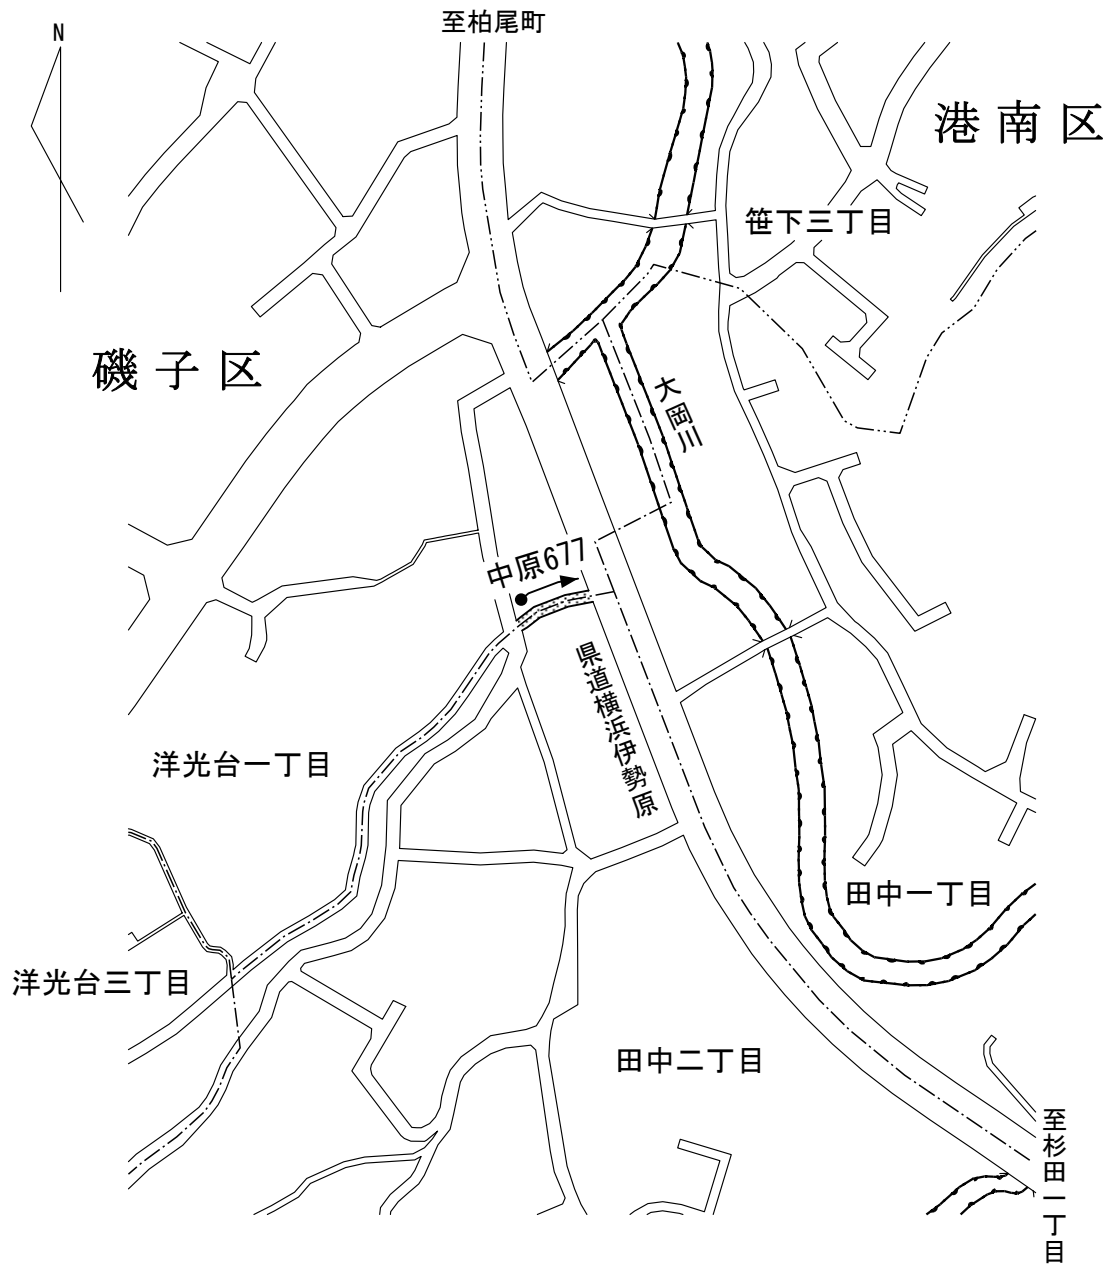 至柏尾町
N
港南区
笹下三丁目
磯子区
大岡川
中原677
県道横浜伊勢原
洋光台一丁目
田中一丁目
洋光台三丁目
田中二丁目
至杉田一丁目